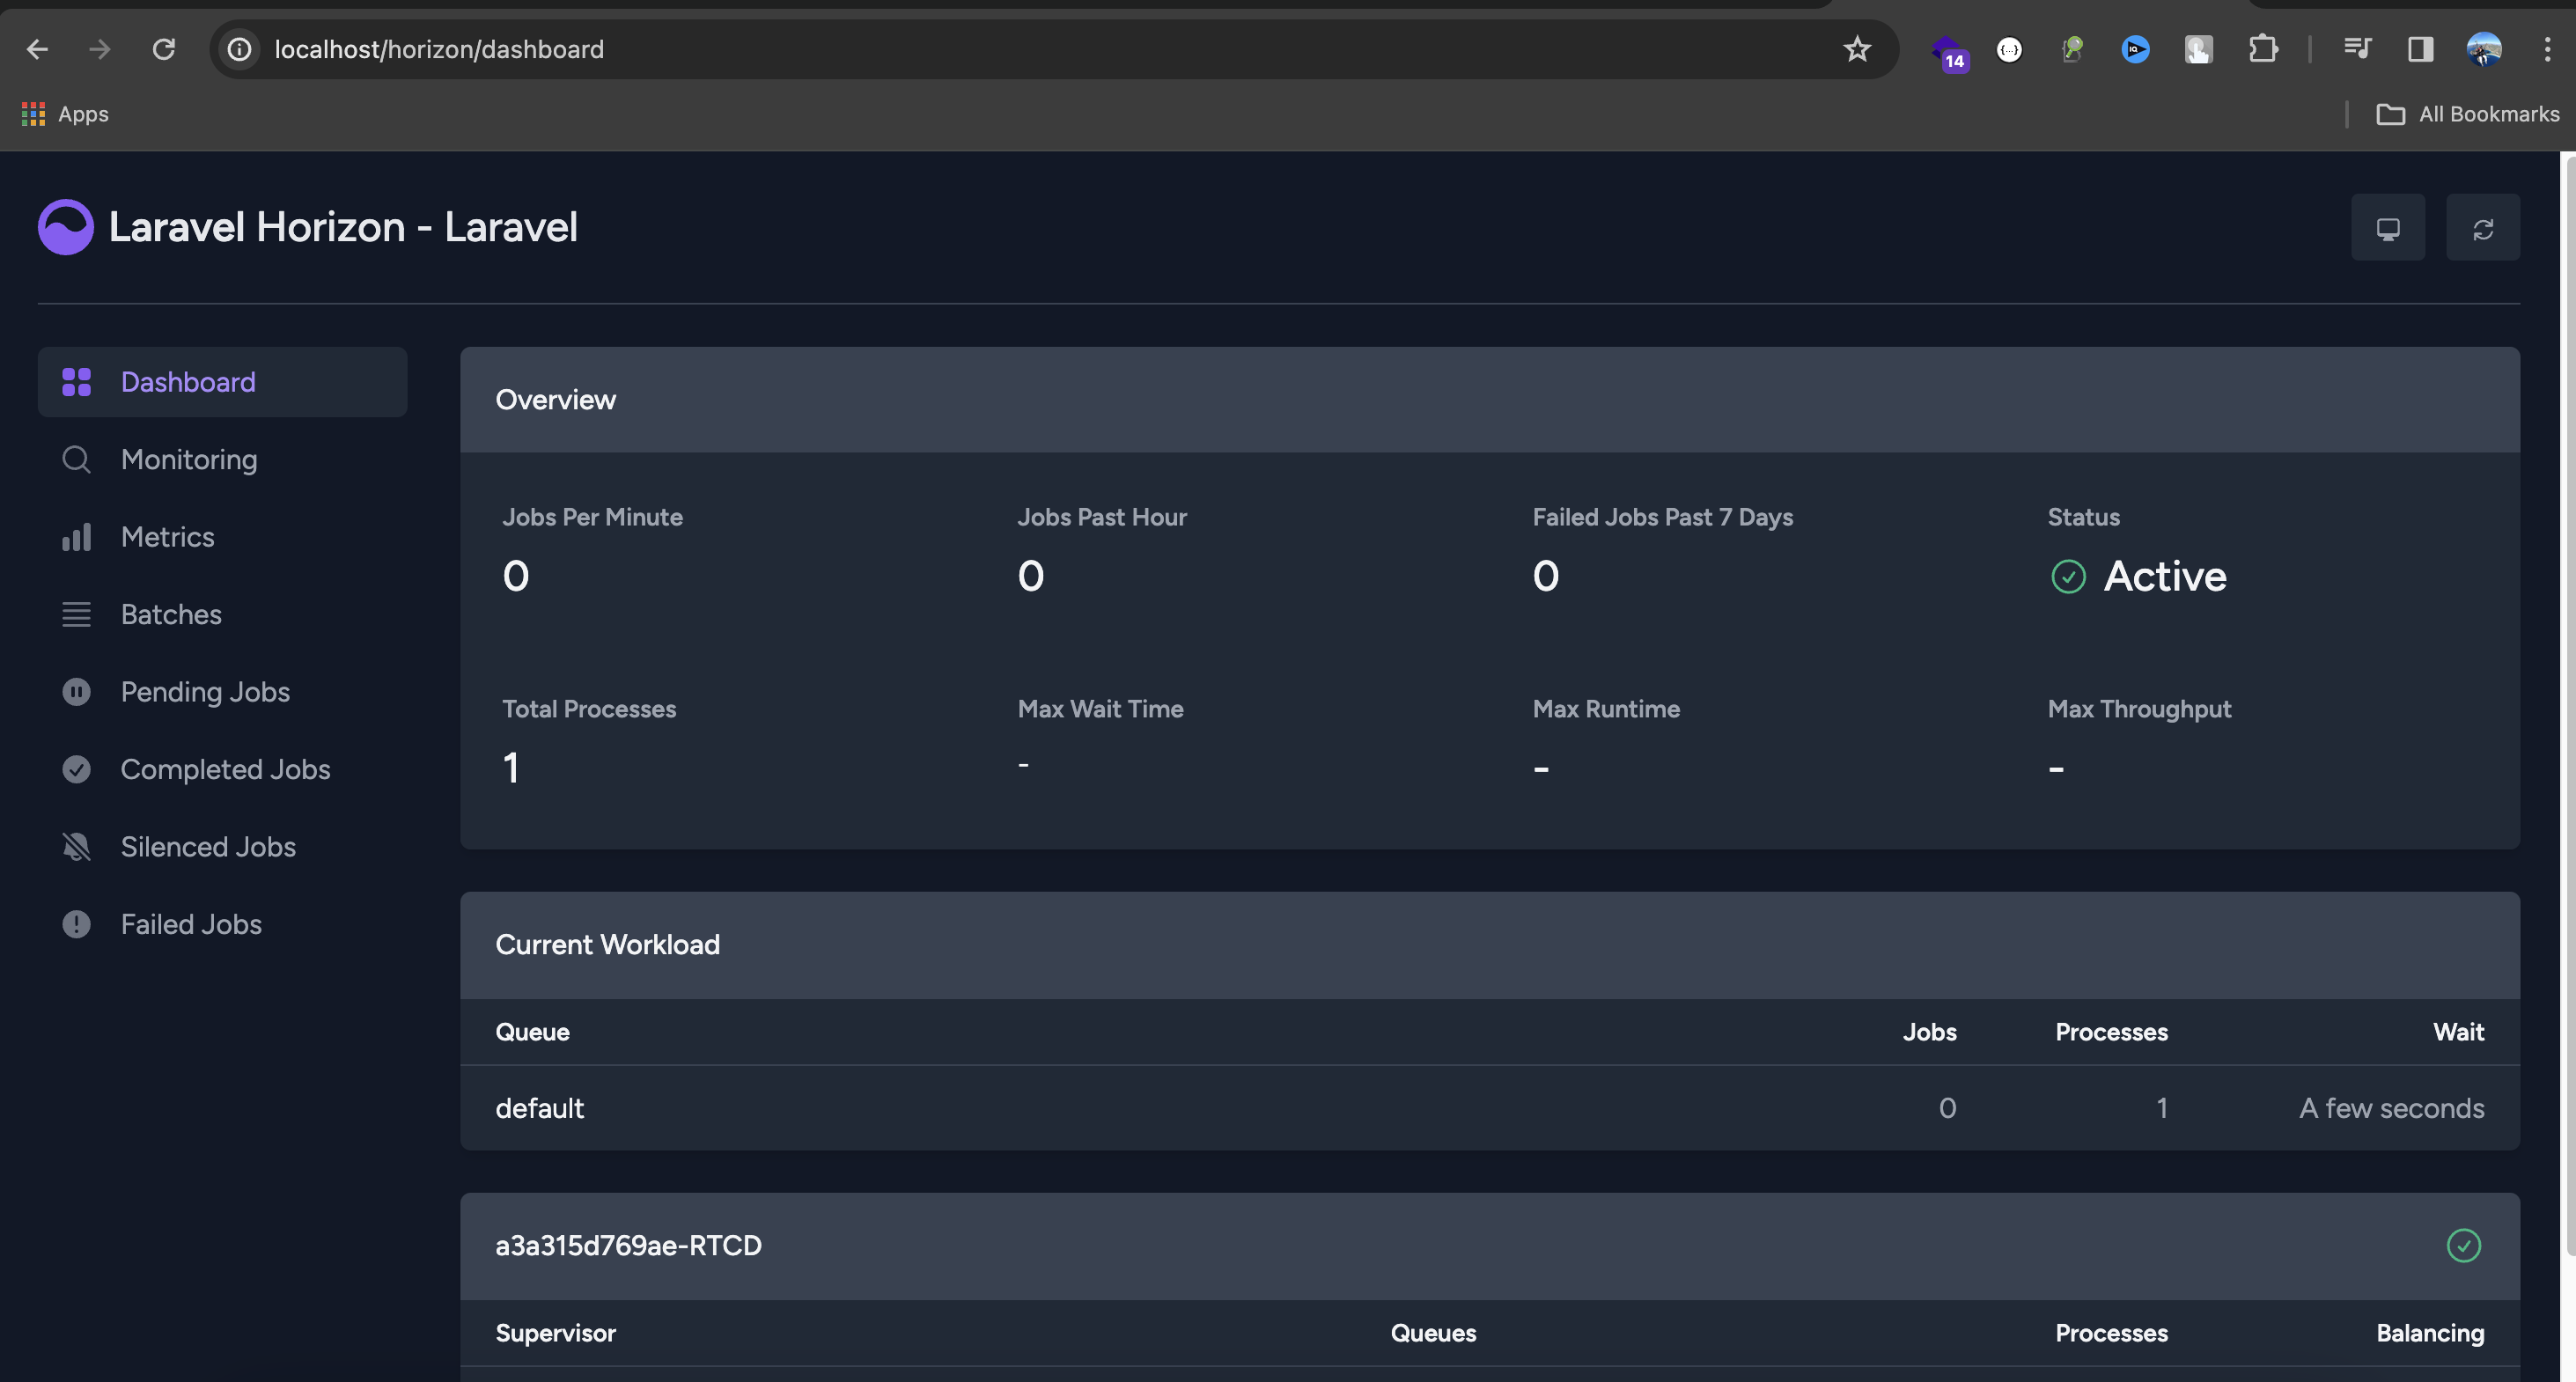 localhost/horizon/dashboard
14
Apps
All Bookmarks
Laravel Horizon - Laravel
Dashboard
Monitoring
Metrics
Batches
Pending Jobs
Completed Jobs
Silenced Jobs
Failed Jobs
Overview
Jobs Per Minute
0
Jobs Past Hour
0
Failed Jobs Past 7 Days
0
Status
Active
Total Processes
1
Max Wait Time
-
Max Runtime
-
Max Throughput
-
Current Workload
Queue Jobs Processes Wait
default 0 1 A few seconds
a3a315d769ae-RTCD
Supervisor Queues Processes Balancing